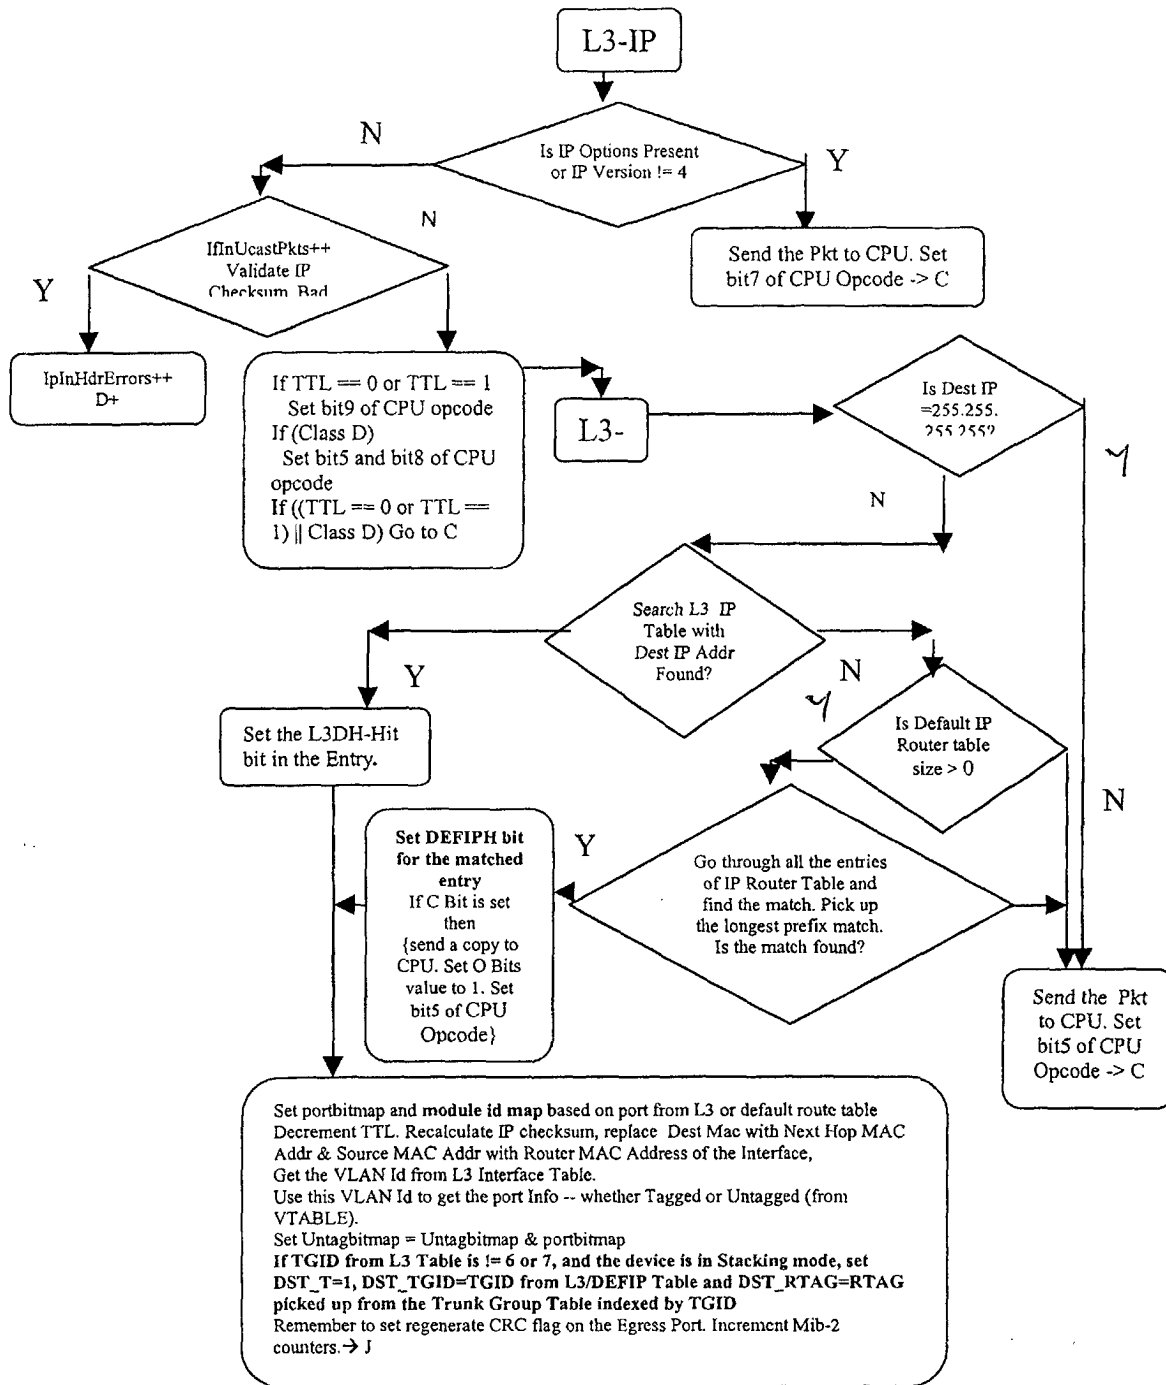 L3-IP
N
Is IP Options Present
or IP Version != 4
Y
N
IfInUcastPkts++
Validate IP
Checksum Bad
Y
Send the Pkt to CPU. Set
bit7 of CPU Opcode -> C
IpInHdrErrors++
D+
If TTL == 0 or TTL == 1
Set bit9 of CPU opcode
If (Class D)
Set bit5 and bit8 of CPU
opcode
If ((TTL == 0 or TTL ==
1) || Class D) Go to C
L3-
Is Dest IP
=255.255.
255.255?
Y
N
Search L3 IP
Table with
Dest IP Addr
Found?
Y
N
Y
Set the L3DH-Hit
bit in the Entry.
Is Default IP
Router table
size > 0
N
Set DEFIPH bit
for the matched
entry
If C Bit is set
then
{send a copy to
CPU. Set O Bits
value to 1. Set
bit5 of CPU
Opcode}
Y
Go through all the entries
of IP Router Table and
find the match. Pick up
the longest prefix match.
Is the match found?
Send the Pkt
to CPU. Set
bit5 of CPU
Opcode -> C
Set portbitmap and module id map based on port from L3 or default route table
Decrement TTL. Recalculate IP checksum, replace Dest Mac with Next Hop MAC
Addr & Source MAC Addr with Router MAC Address of the Interface,
Get the VLAN Id from L3 Interface Table.
Use this VLAN Id to get the port Info -- whether Tagged or Untagged (from
VTABLE).
Set Untagbitmap = Untagbitmap & portbitmap
If TGID from L3 Table is != 6 or 7, and the device is in Stacking mode, set
DST_T=1, DST_TGID=TGID from L3/DEFIP Table and DST_RTAG=RTAG
picked up from the Trunk Group Table indexed by TGID
Remember to set regenerate CRC flag on the Egress Port. Increment Mib-2
counters.→ J